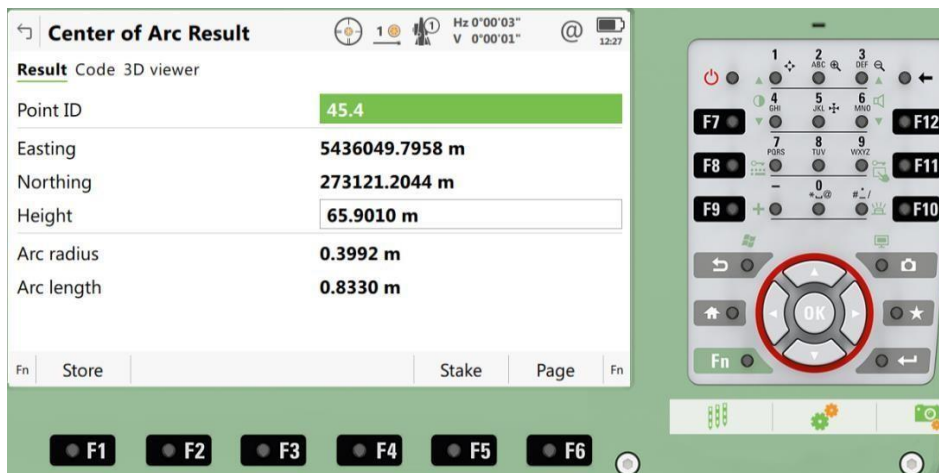 Center of Arc Result
1
1
Hz 0°00'03"
V 0°00'01"
@
12:27
Result Code 3D viewer
Point ID 45.4
Easting 5436049.7958 m
Northing 273121.2044 m
Height 65.9010 m
Arc radius 0.3992 m
Arc length 0.8330 m
Fn Store Stake Page Fn
F1 F2 F3 F4 F5 F6
1 2 ABC 3 DEF
4 GHI 5 JKL 6 MNO
F7 F12
7 PQRS 8 TUV 9 WXYZ
F8 F11
- 0 .
*␣@ #_/
F9 + F10
OK
Fn